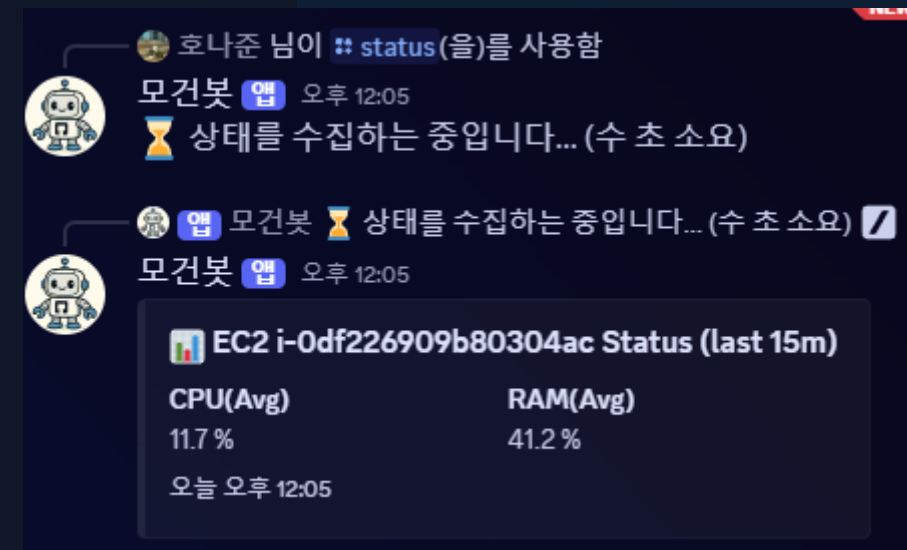 NEW
호나준 님이 status(을)를 사용함
모건봇 앱 오후 12:05
⏳ 상태를 수집하는 중입니다... (수 초 소요)
앱 모건봇 ⏳ 상태를 수집하는 중입니다... (수 초 소요)
모건봇 앱 오후 12:05
📊 EC2 i-0df226909b80304ac Status (last 15m)
CPU(Avg) RAM(Avg)
11.7 % 41.2 %
오늘 오후 12:05